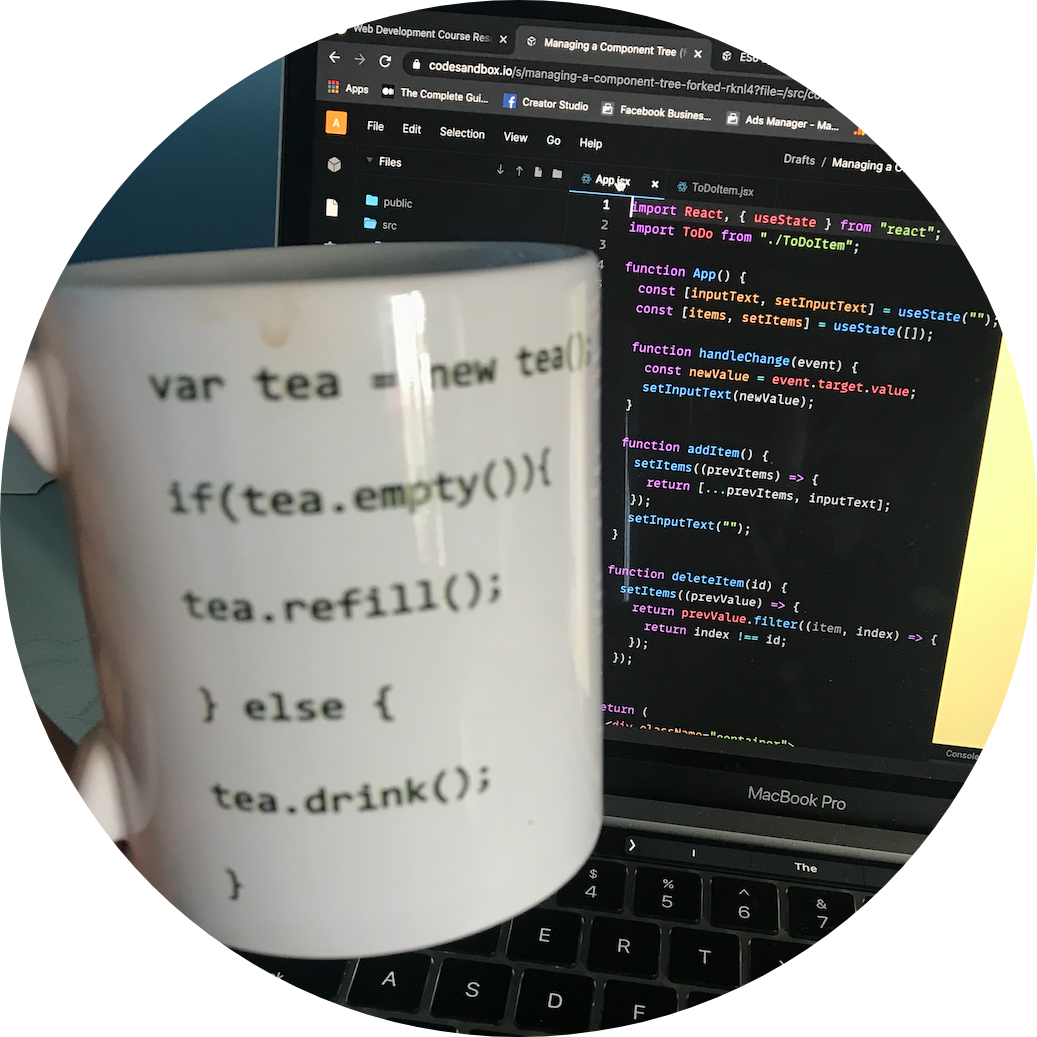 Web Development Course Res
Managing a Component Tree (
codesandbox.io/s/managing-a-component-tree-forked-rknl4?file=/src/co
Apps
The Complete Gui...
Creator Studio
Facebook Busines...
Ads Manager - Ma...
A
File Edit Selection View Go Help
Drafts / Managing a C
Files
App.jsx
ToDoItem.jsx
public
src
1 import React, { useState } from "react";
2 import ToDo from "./ToDoItem";
3
4 function App() {
const [inputText, setInputText] = useState("");
const [items, setItems] = useState([]);
function handleChange(event) {
const newValue = event.target.value;
setInputText(newValue);
}
function addItem() {
setItems((prevItems) => {
return [...prevItems, inputText];
});
setInputText("");
}
function deleteItem(id) {
setItems((prevValue) => {
return prevValue.filter((item, index) => {
return index !== id;
});
});
eturn (
<div className="container">
Console
var tea = new tea();
if(tea.empty()){
tea.refill();
} else {
tea.drink();
}
MacBook Pro
The
$ % ^ &
4 5 6 7
E R T
A S D F